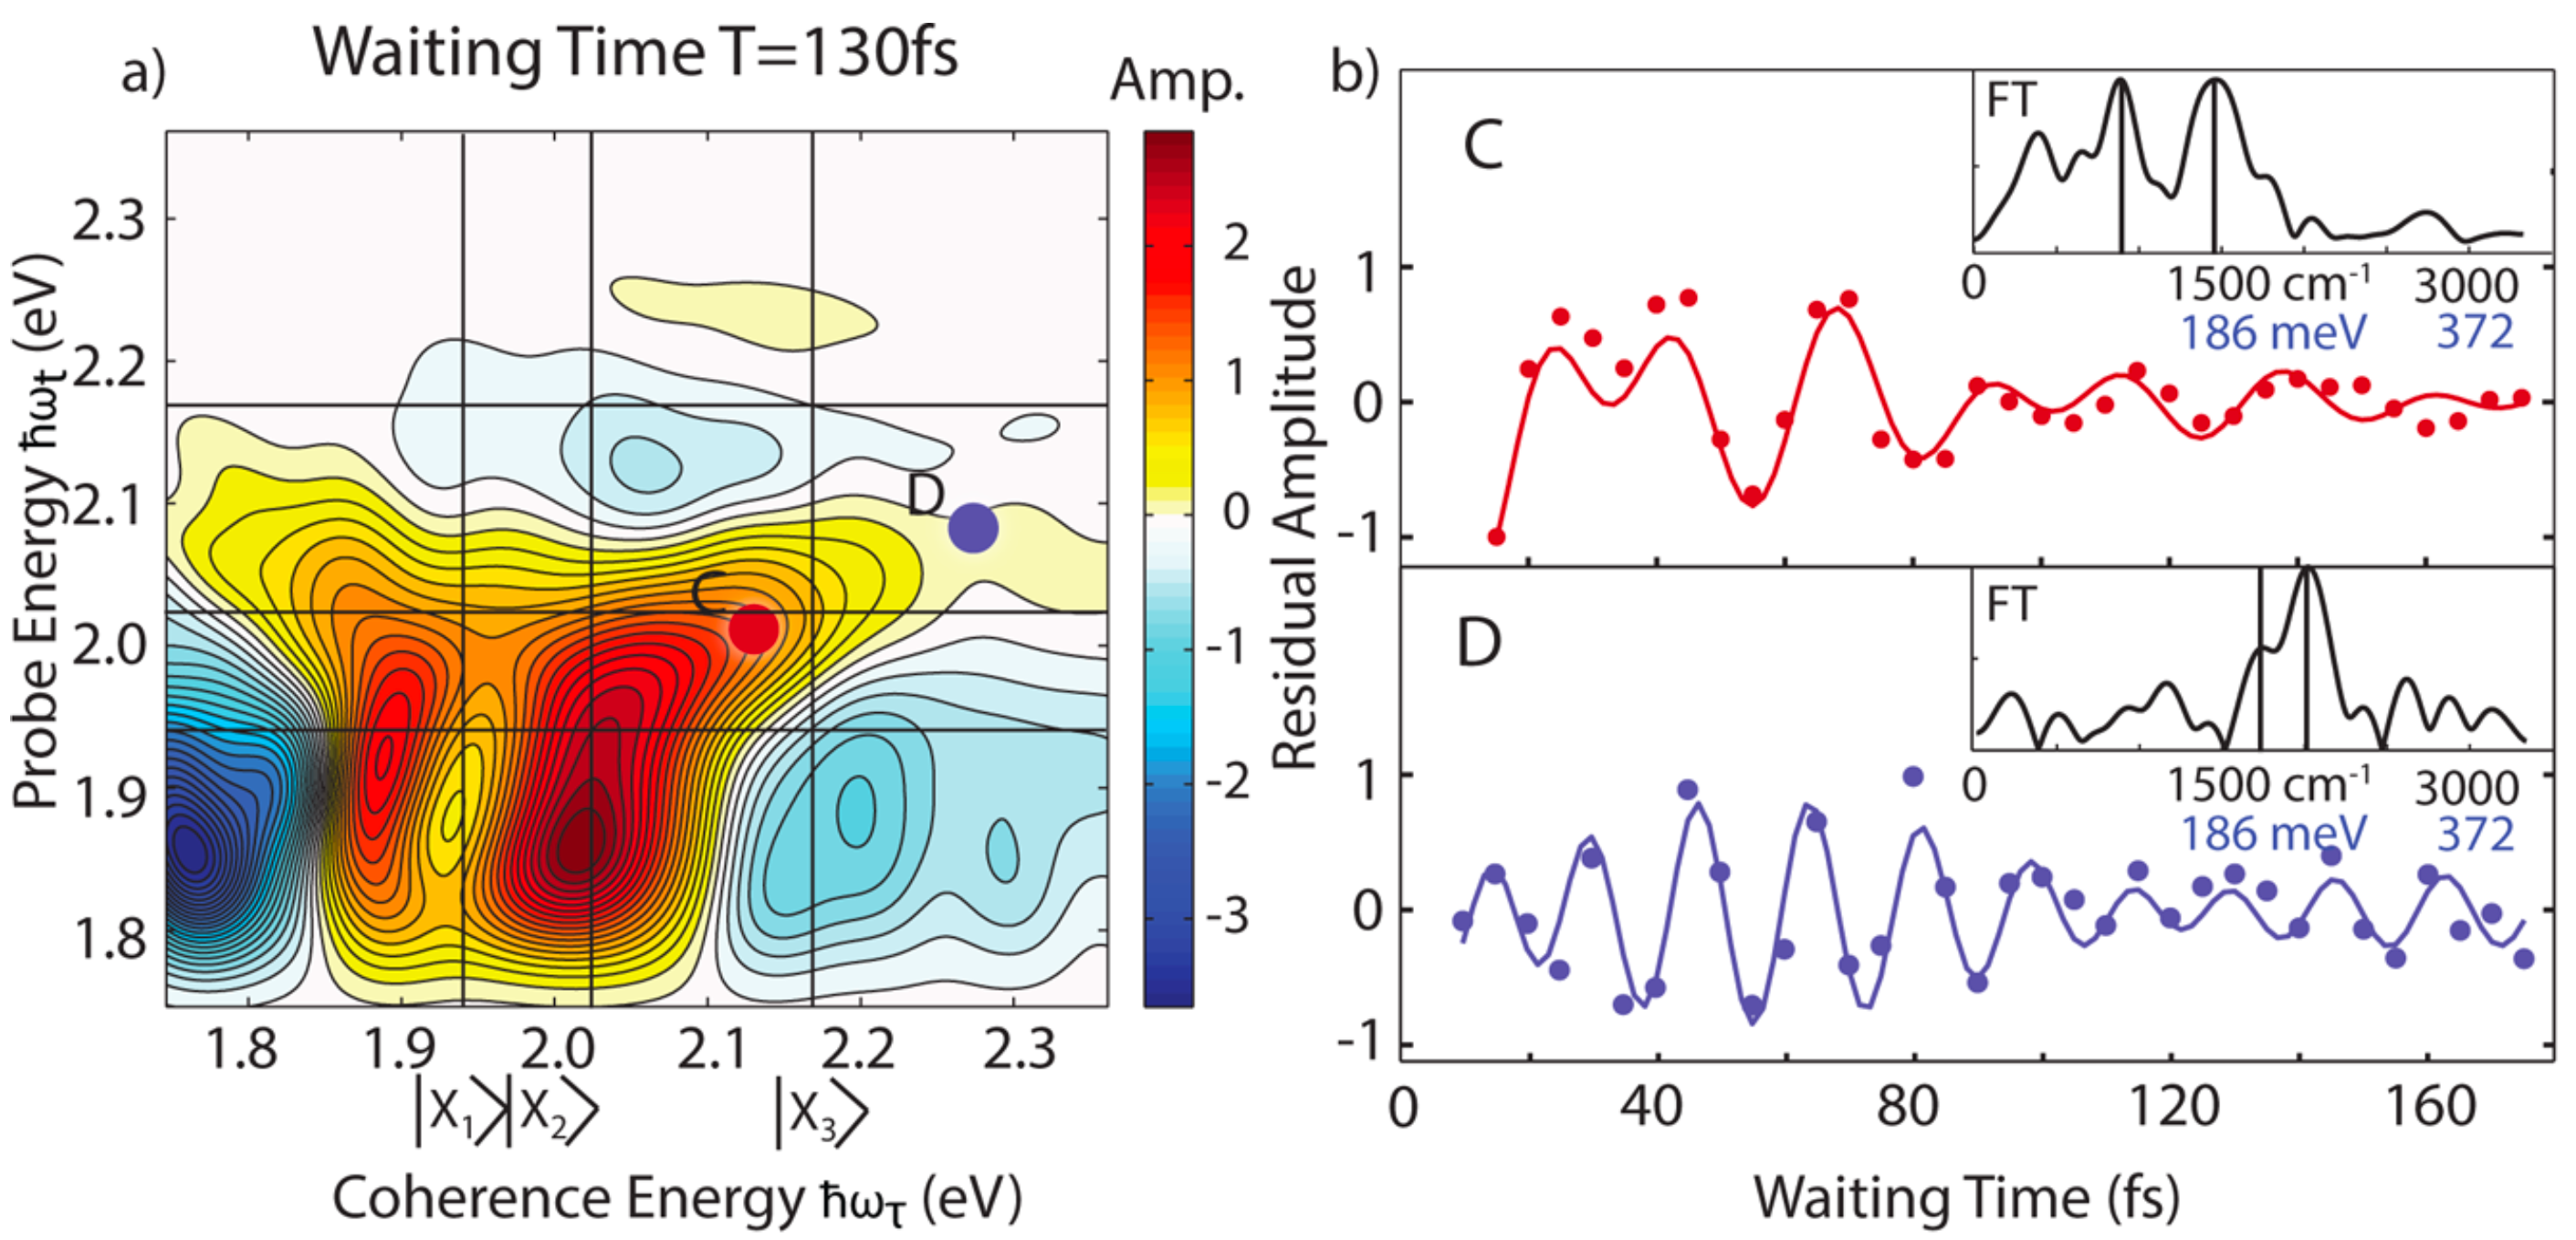 a)
Waiting Time T=130fs
Amp.
Probe Energy ħωt (eV)
2.3
2.2
2.1
2.0
1.9
1.8
D
C
1.8 1.9 2.0 2.1 2.2 2.3
|X1⟩|X2⟩ |X3⟩
Coherence Energy ħωτ (eV)
2
1
0
-1
-2
-3
b)
Residual Amplitude
C
1
0
-1
FT
0 1500 cm-1 3000
186 meV 372
D
1
0
-1
FT
0 1500 cm-1 3000
186 meV 372
0 40 80 120 160
Waiting Time (fs)